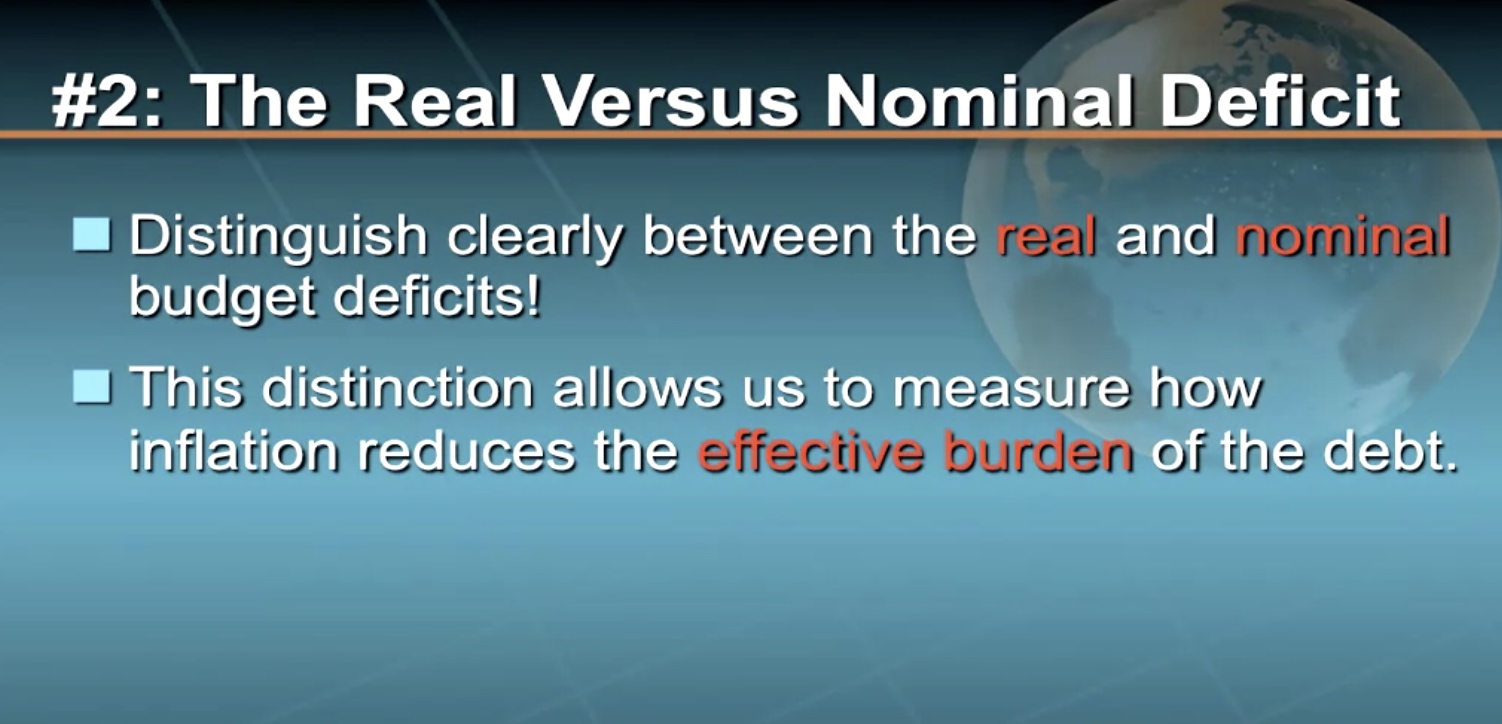 #2: The Real Versus Nominal Deficit
Distinguish clearly between the real and nominal
budget deficits!
This distinction allows us to measure how
inflation reduces the effective burden of the debt.